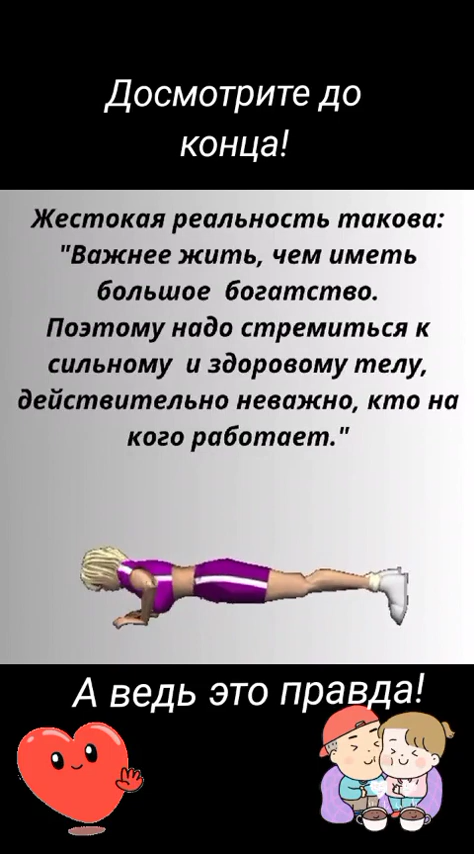 Досмотрите до
конца!
Жестокая реальность такова:
"Важнее жить, чем иметь
большое богатство.
Поэтому надо стремиться к
сильному и здоровому телу,
действительно неважно, кто на
кого работает."
А ведь это правда!